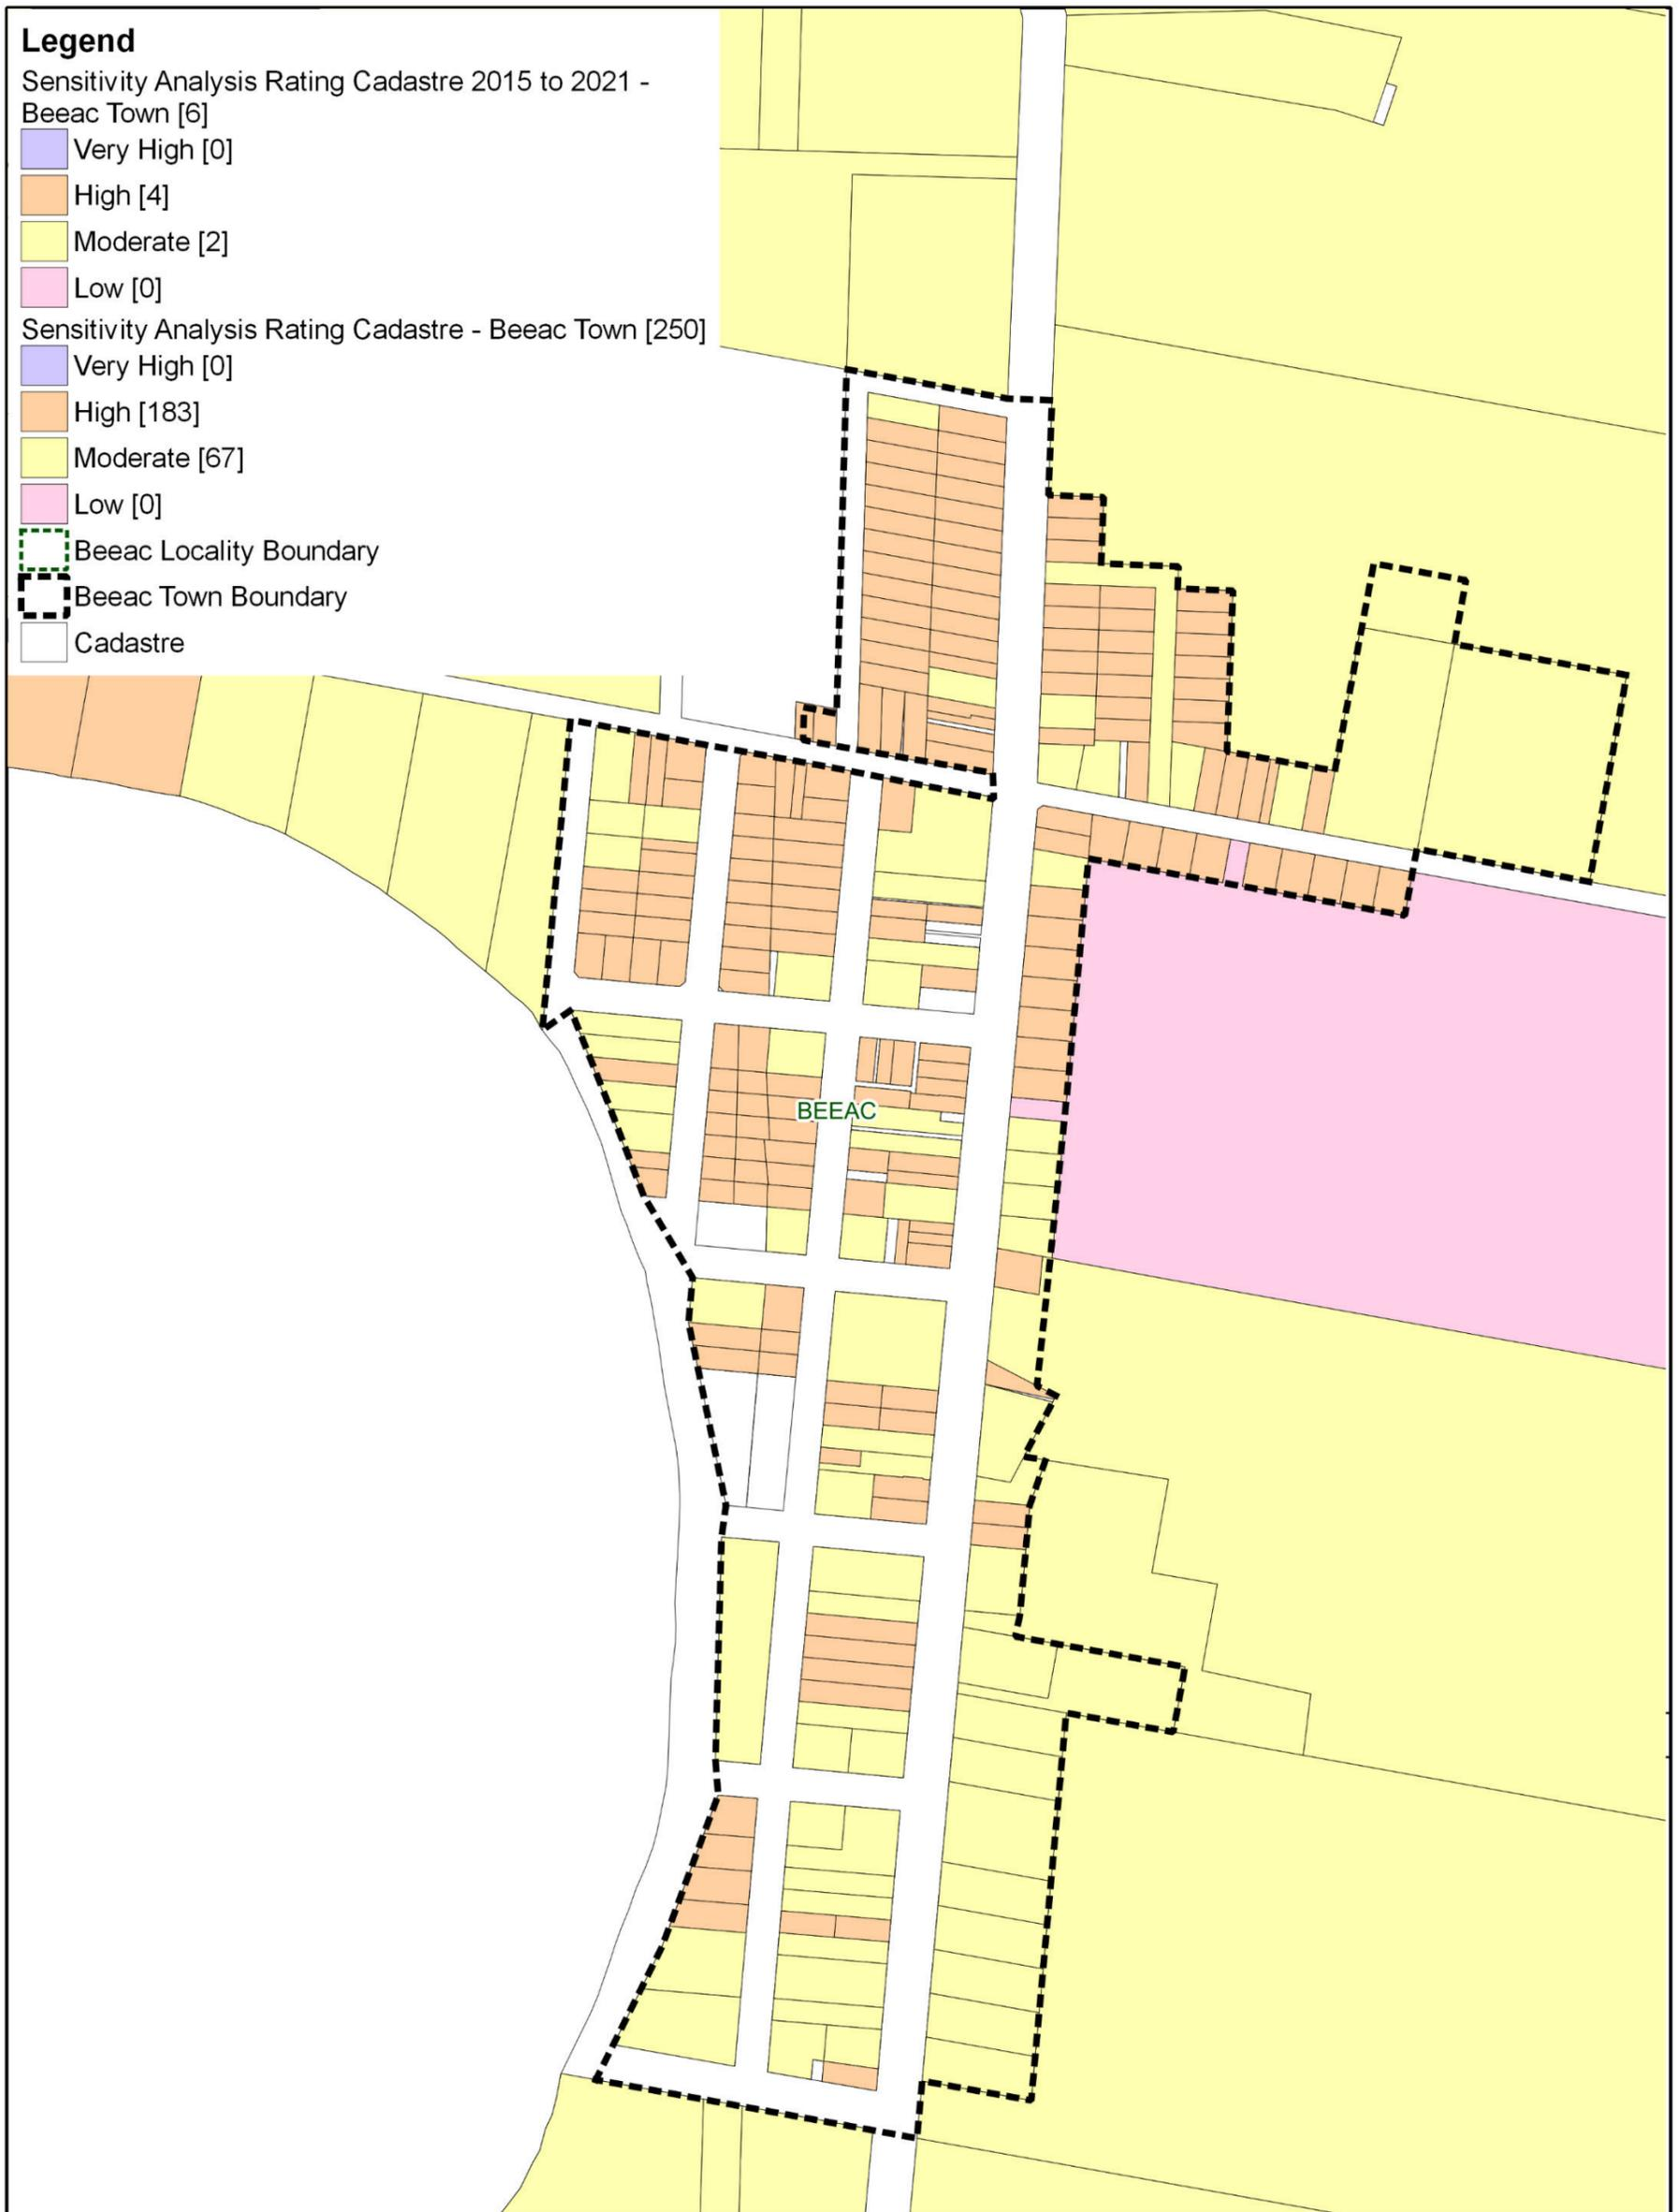 Legend
Sensitivity Analysis Rating Cadastre 2015 to 2021 -
Beeac Town [6]
Very High [0]
High [4]
Moderate [2]
Low [0]
Sensitivity Analysis Rating Cadastre - Beeac Town [250]
Very High [0]
High [183]
Moderate [67]
Low [0]
Beeac Locality Boundary
Beeac Town Boundary
Cadastre
BEEAC